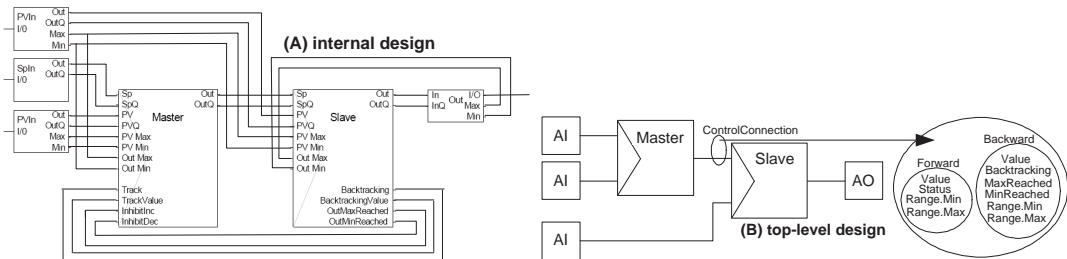 (A) internal design
PVIn
I/0
Out
OutQ
Max
Min
SpIn
I/0
Out
OutQ
PVIn
I/0
Out
OutQ
Max
Min
Master
Sp
SpQ
PV
PVQ
PV Max
PV Min
Out Max
Out Min
Track
TrackValue
InhibitInc
InhibitDec
Out
OutQ
Slave
Sp
SpQ
PV
PVQ
PV Max
PV Min
Out Max
Out Min
Out
OutQ
Backtracking
BacktrackingValue
OutMaxReached
OutMinReached
In
InQ
Out
I/O
Max
Min
AI
AI
AI
Master
ControlConnection
Slave
AO
(B) top-level design
Forward
Value
Status
Range.Min
Range.Max
Backward
Value
Backtracking
MaxReached
MinReached
Range.Min
Range.Max